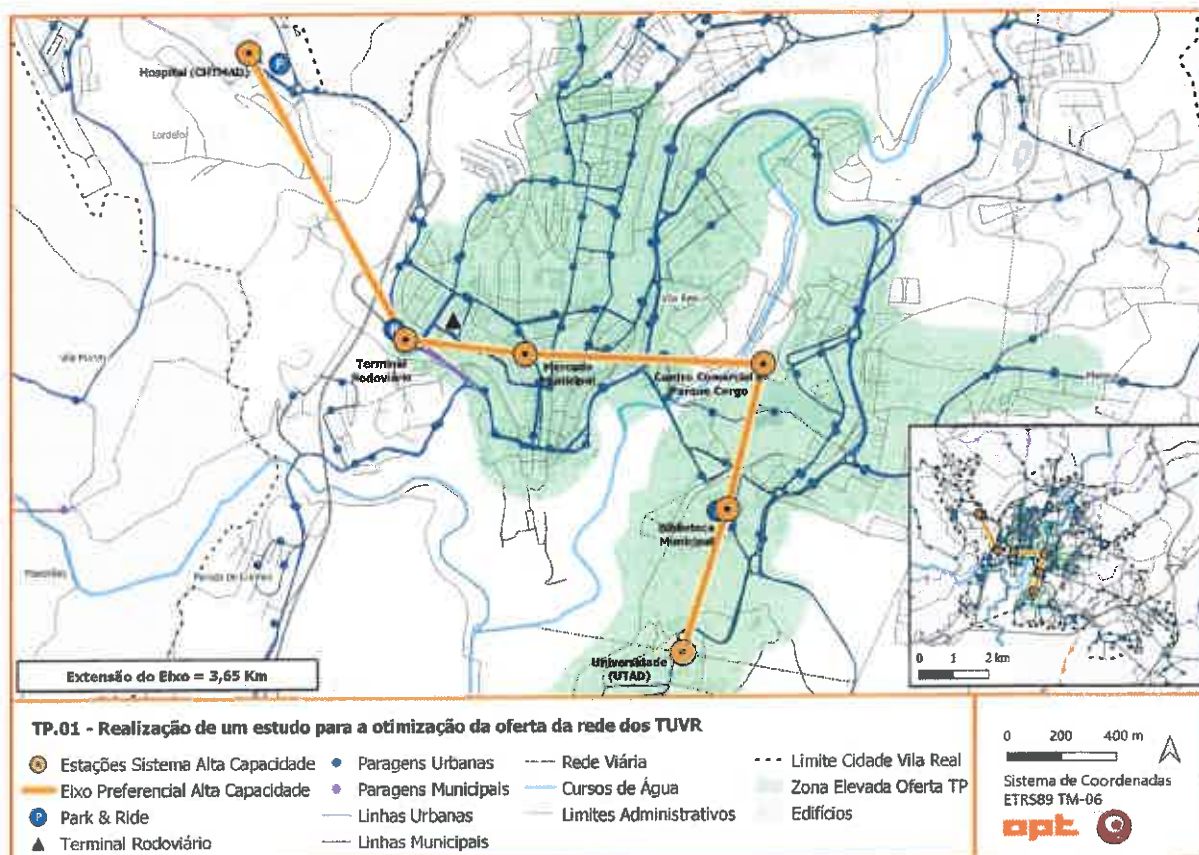 Hospital (CHTMAD)
P
Lordelo
Vila Real
Terminal
Rodoviário
Mercado
Municipal
Centro Comercial e
Parque Corgo
Biblioteca
Municipal
Universidade
(UTAD)
Extensão do Eixo = 3,65 Km
0 1 2 km
TP.01 - Realização de um estudo para a otimização da oferta da rede dos TUVR
Estações Sistema Alta Capacidade
Eixo Preferencial Alta Capacidade
P Park & Ride
Terminal Rodoviário
Paragens Urbanas
Paragens Municipais
Linhas Urbanas
Linhas Municipais
Rede Viária
Cursos de Água
Limites Administrativos
Limite Cidade Vila Real
Zona Elevada Oferta TP
Edifícios
0 200 400 m
Sistema de Coordenadas
ETRS89 TM-06
opt